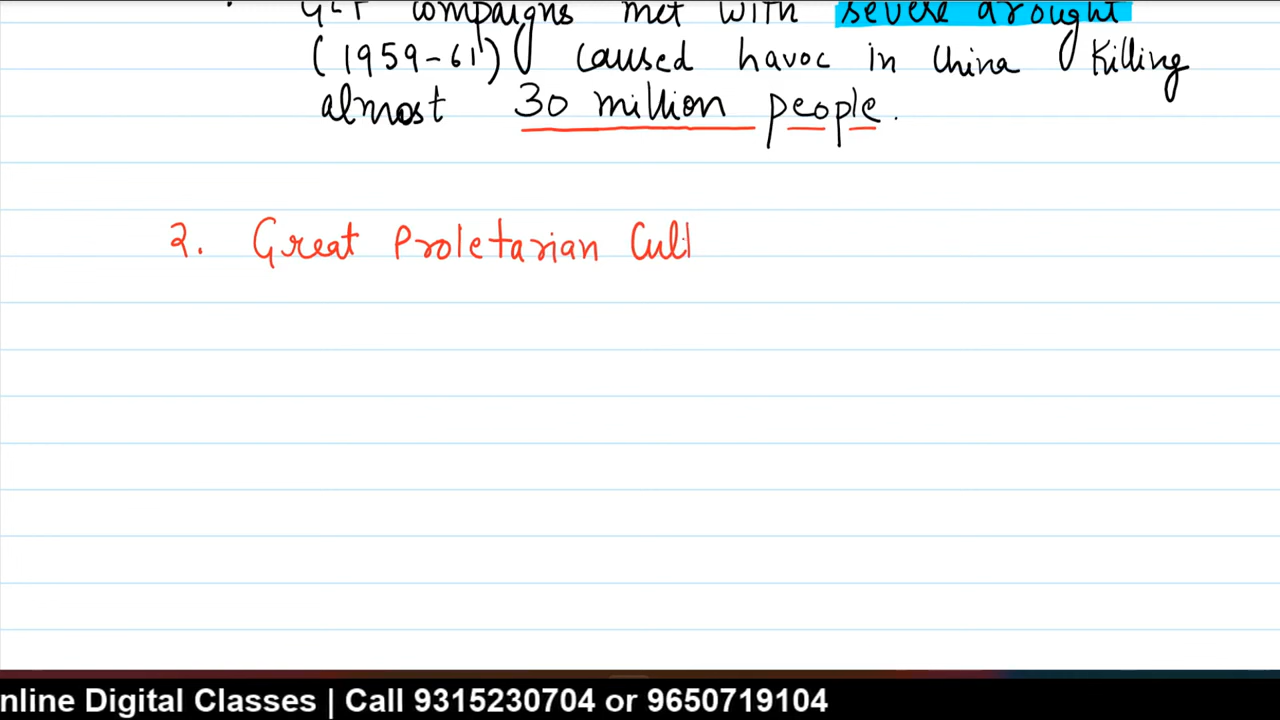 GLF campaigns met with severe drought
(1959-61) caused havoc in China killing
almost 30 million people.
2. Great Proletarian Cult
nline Digital Classes | Call 9315230704 or 9650719104